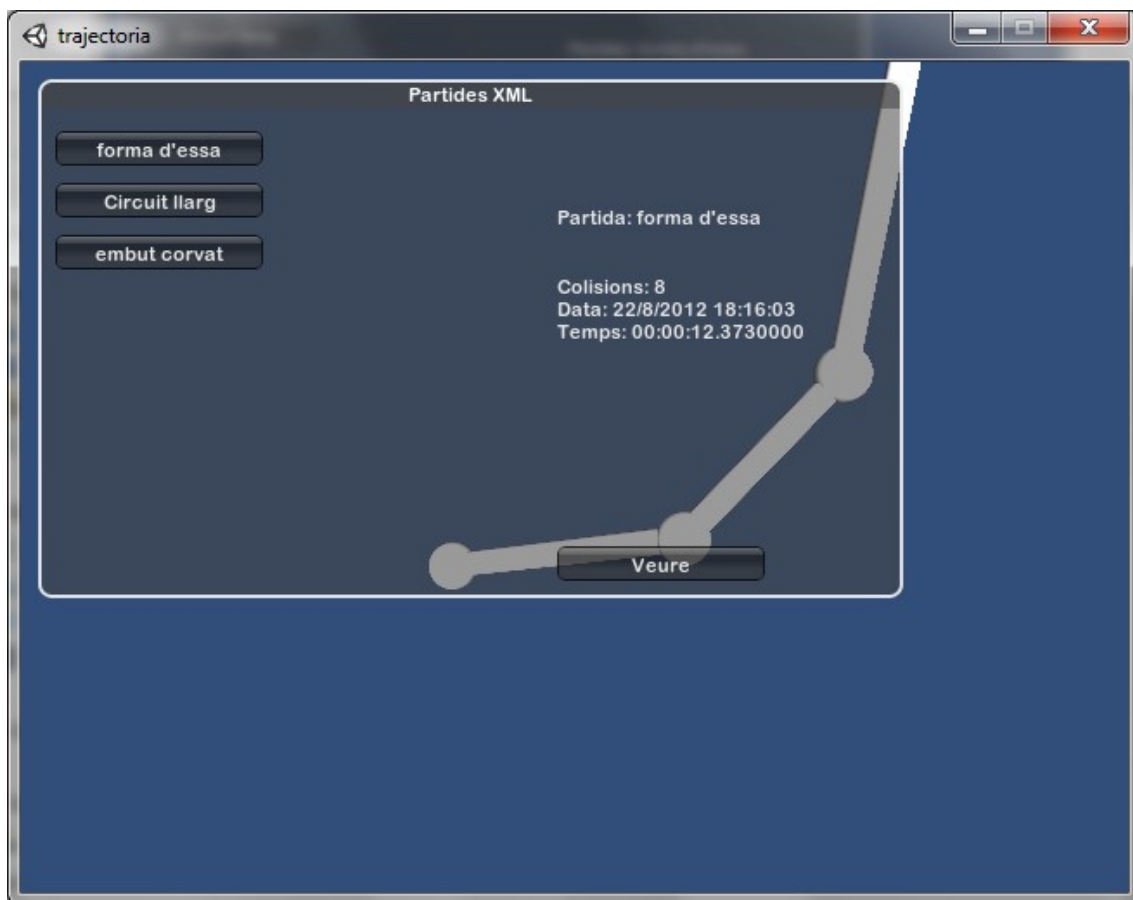 trajectoria
Partides XML
forma d'essa
Circuit llarg
embut corvat
Partida: forma d'essa
Colisions: 8
Data: 22/8/2012 18:16:03
Temps: 00:00:12.3730000
Veure